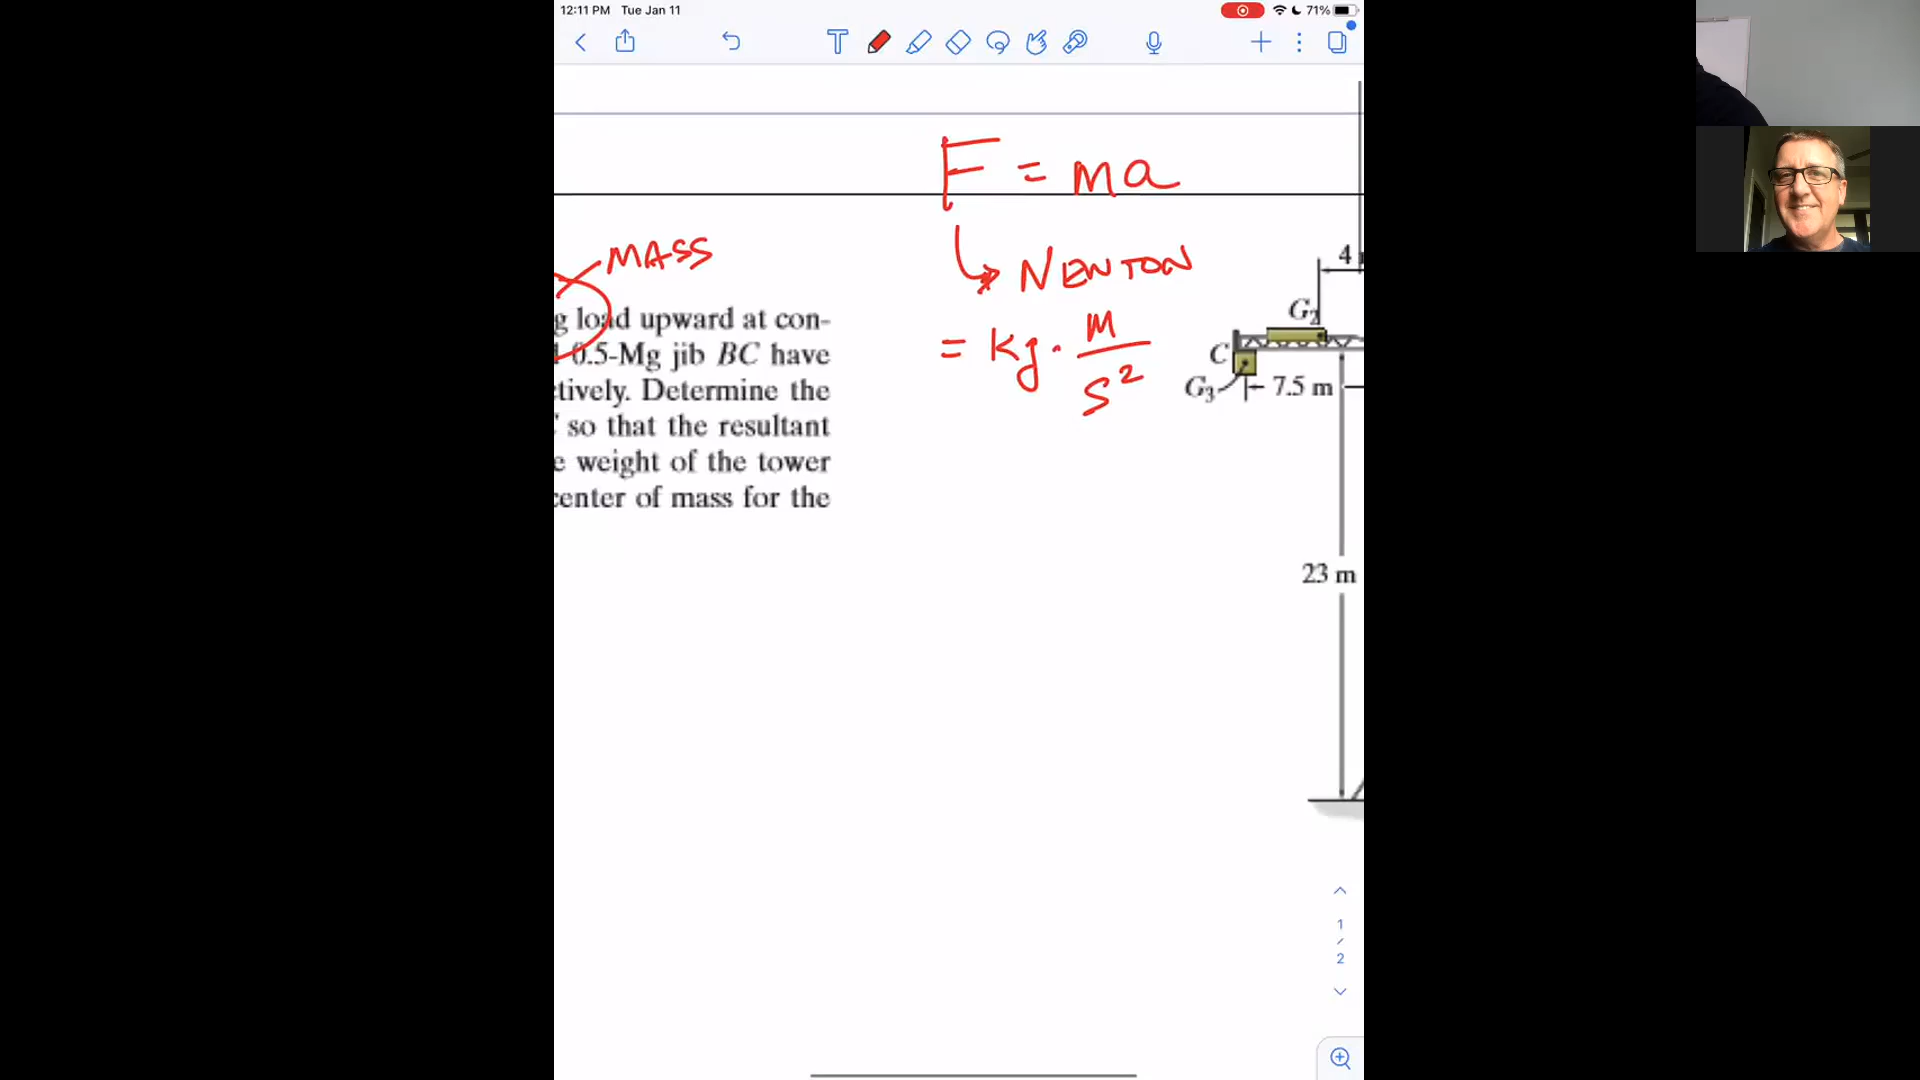 12:11 PM Tue Jan 11
71%
F = ma
NEWTON
= kg · m/s²
MASS
g load upward at con-
0.5-Mg jib BC have
tively. Determine the
so that the resultant
e weight of the tower
center of mass for the
4
G₂
C
G₃
7.5 m
23 m
1
/
2